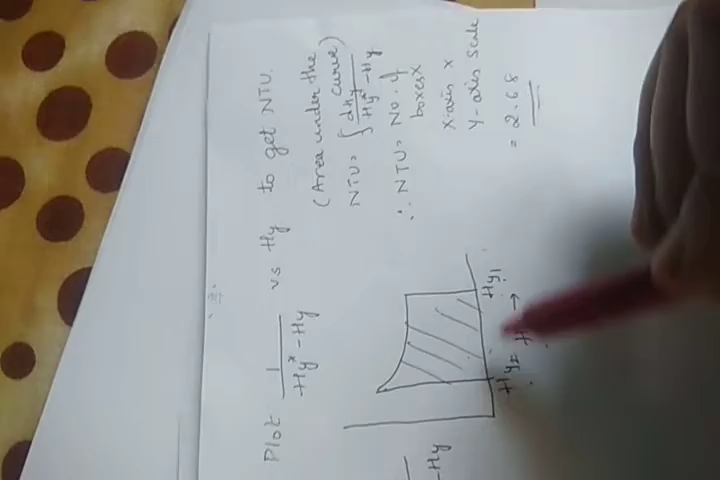 Plot 1/Hy* - Hy vs Hy to get NTU.
(Area under the curve)
NTU = ∫ dHy/Hy* - Hy
∴ NTU = No. of boxes x
X-axis x
Y-axis scale
= 2.68
Hy2
Hy1
Hy →
- Hy